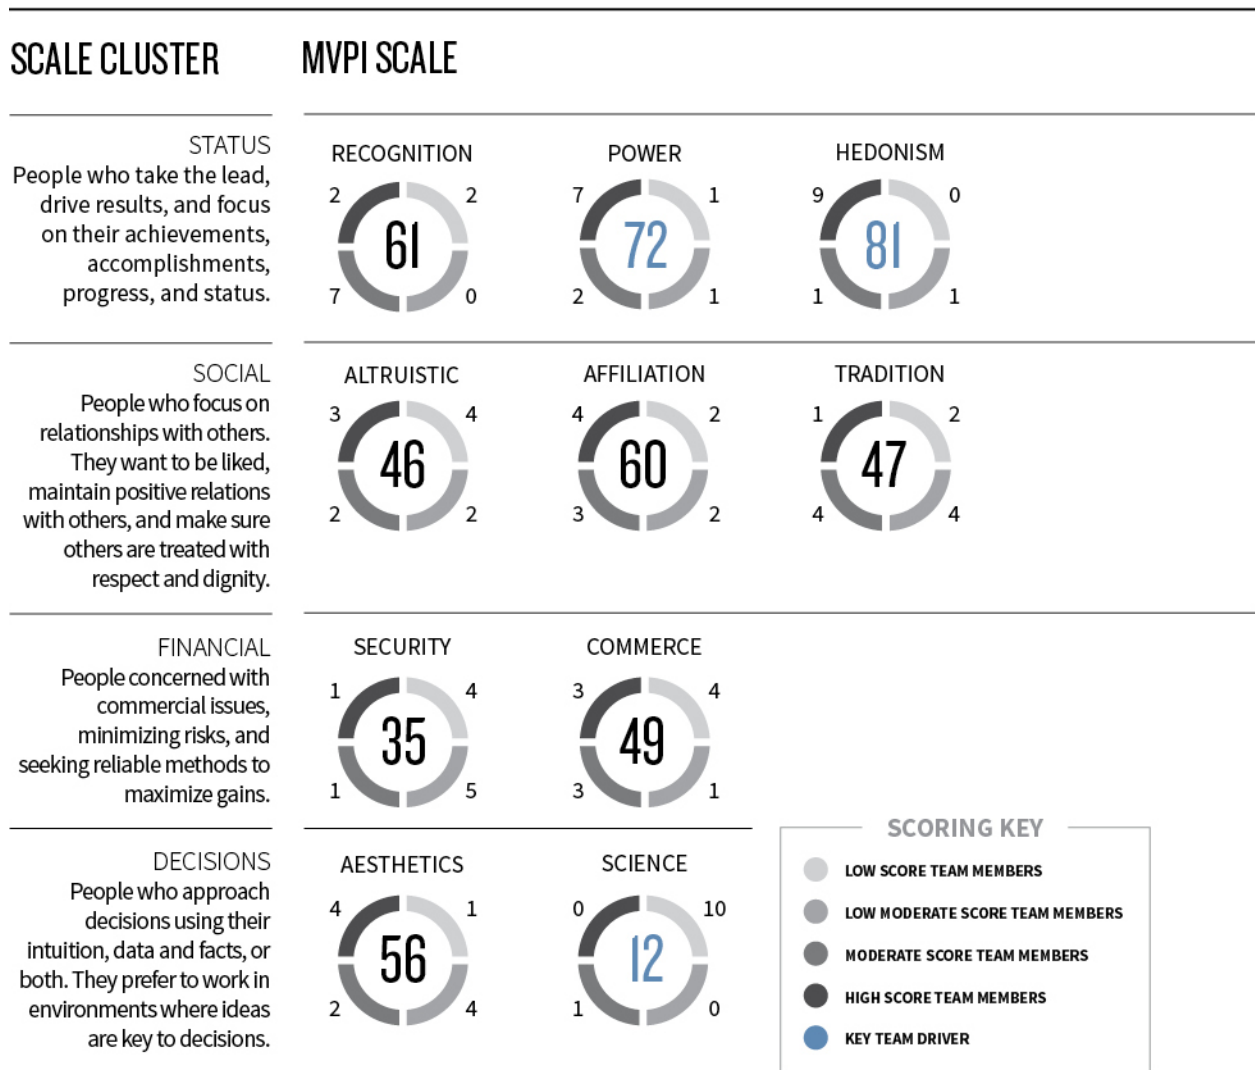 SCALE CLUSTER
MVPI SCALE
STATUS
People who take the lead,
drive results, and focus
on their achievements,
accomplishments,
progress, and status.
RECOGNITION
2
2
61
7
0
POWER
7
1
72
2
1
HEDONISM
9
0
81
1
1
SOCIAL
People who focus on
relationships with others.
They want to be liked,
maintain positive relations
with others, and make sure
others are treated with
respect and dignity.
ALTRUISTIC
3
4
46
2
2
AFFILIATION
4
2
60
3
2
TRADITION
1
2
47
4
4
FINANCIAL
People concerned with
commercial issues,
minimizing risks, and
seeking reliable methods to
maximize gains.
SECURITY
1
4
35
1
5
COMMERCE
3
4
49
3
1
DECISIONS
People who approach
decisions using their
intuition, data and facts, or
both. They prefer to work in
environments where ideas
are key to decisions.
AESTHETICS
4
1
56
2
4
SCIENCE
0
10
12
1
0
SCORING KEY
LOW SCORE TEAM MEMBERS
LOW MODERATE SCORE TEAM MEMBERS
MODERATE SCORE TEAM MEMBERS
HIGH SCORE TEAM MEMBERS
KEY TEAM DRIVER